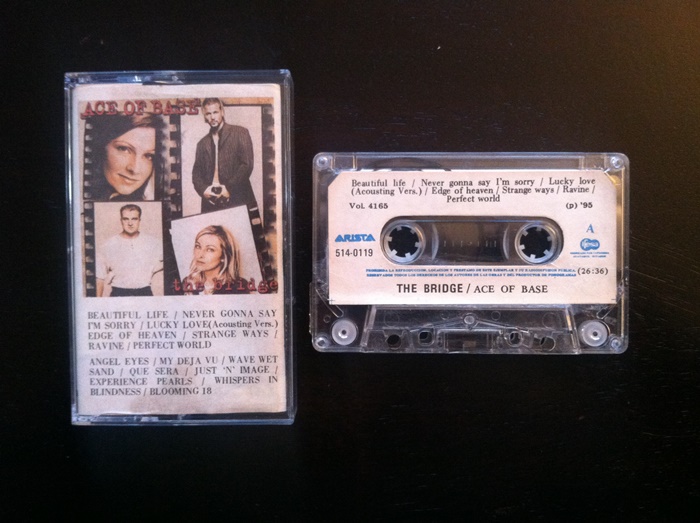 ACE OF BASE
the bridge
BEAUTIFUL LIFE / NEVER GONNA SAY
I'M SORRY / LUCKY LOVE(Acousting Vers.)
EDGE OF HEAVEN / STRANGE WAYS /
RAVINE / PERFECT WORLD
ANGEL EYES / MY DEJA VU / WAVE WET
SAND / QUE SERA / JUST 'N' IMAGE /
EXPERIENCE PEARLS / WHISPERS IN
BLINDNESS / BLOOMING 18
Beautiful life / Never gonna say I'm sorry / Lucky love
(Acousting Vers.) / Edge of heaven / Strange ways / Ravine /
Perfect world
VoL 4165 (p) '95
ARISTA A
514-0119
(26:36)
THE BRIDGE / ACE OF BASE